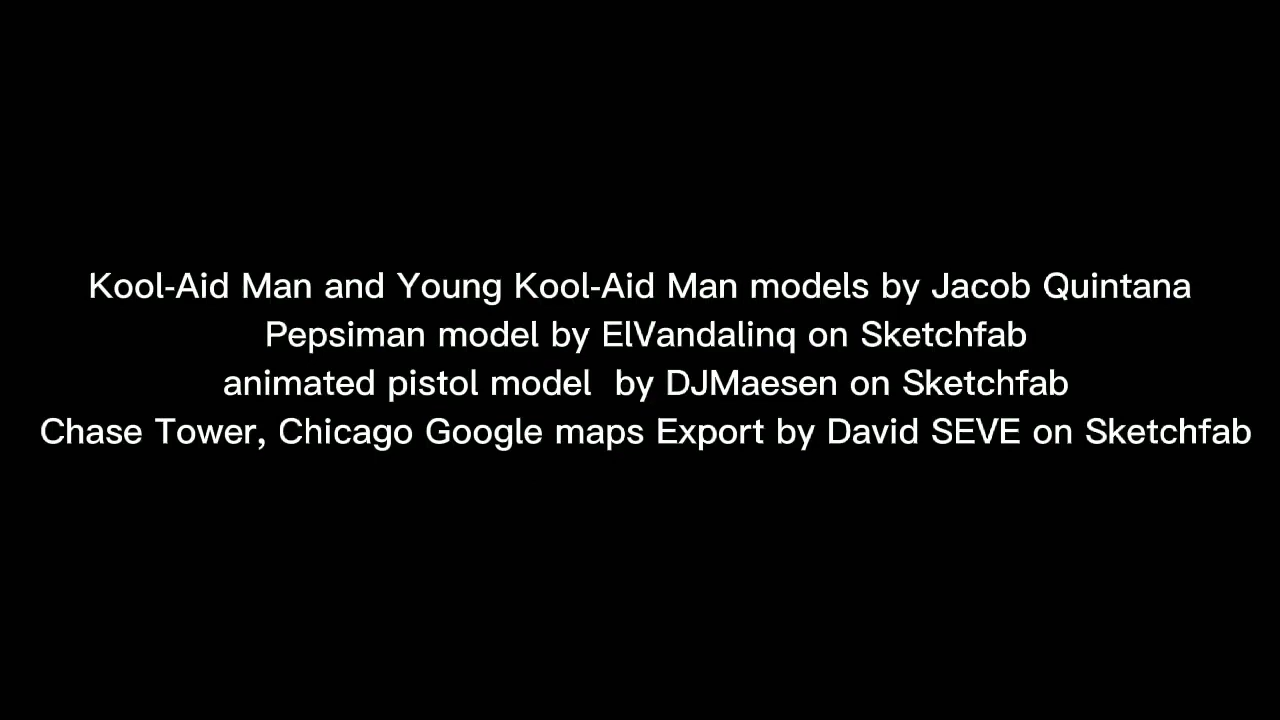 Kool-Aid Man and Young Kool-Aid Man models by Jacob Quintana
Pepsiman model by ElVandalinq on Sketchfab
animated pistol model  by DJMaesen on Sketchfab
Chase Tower, Chicago Google maps Export by David SEVE on Sketchfab